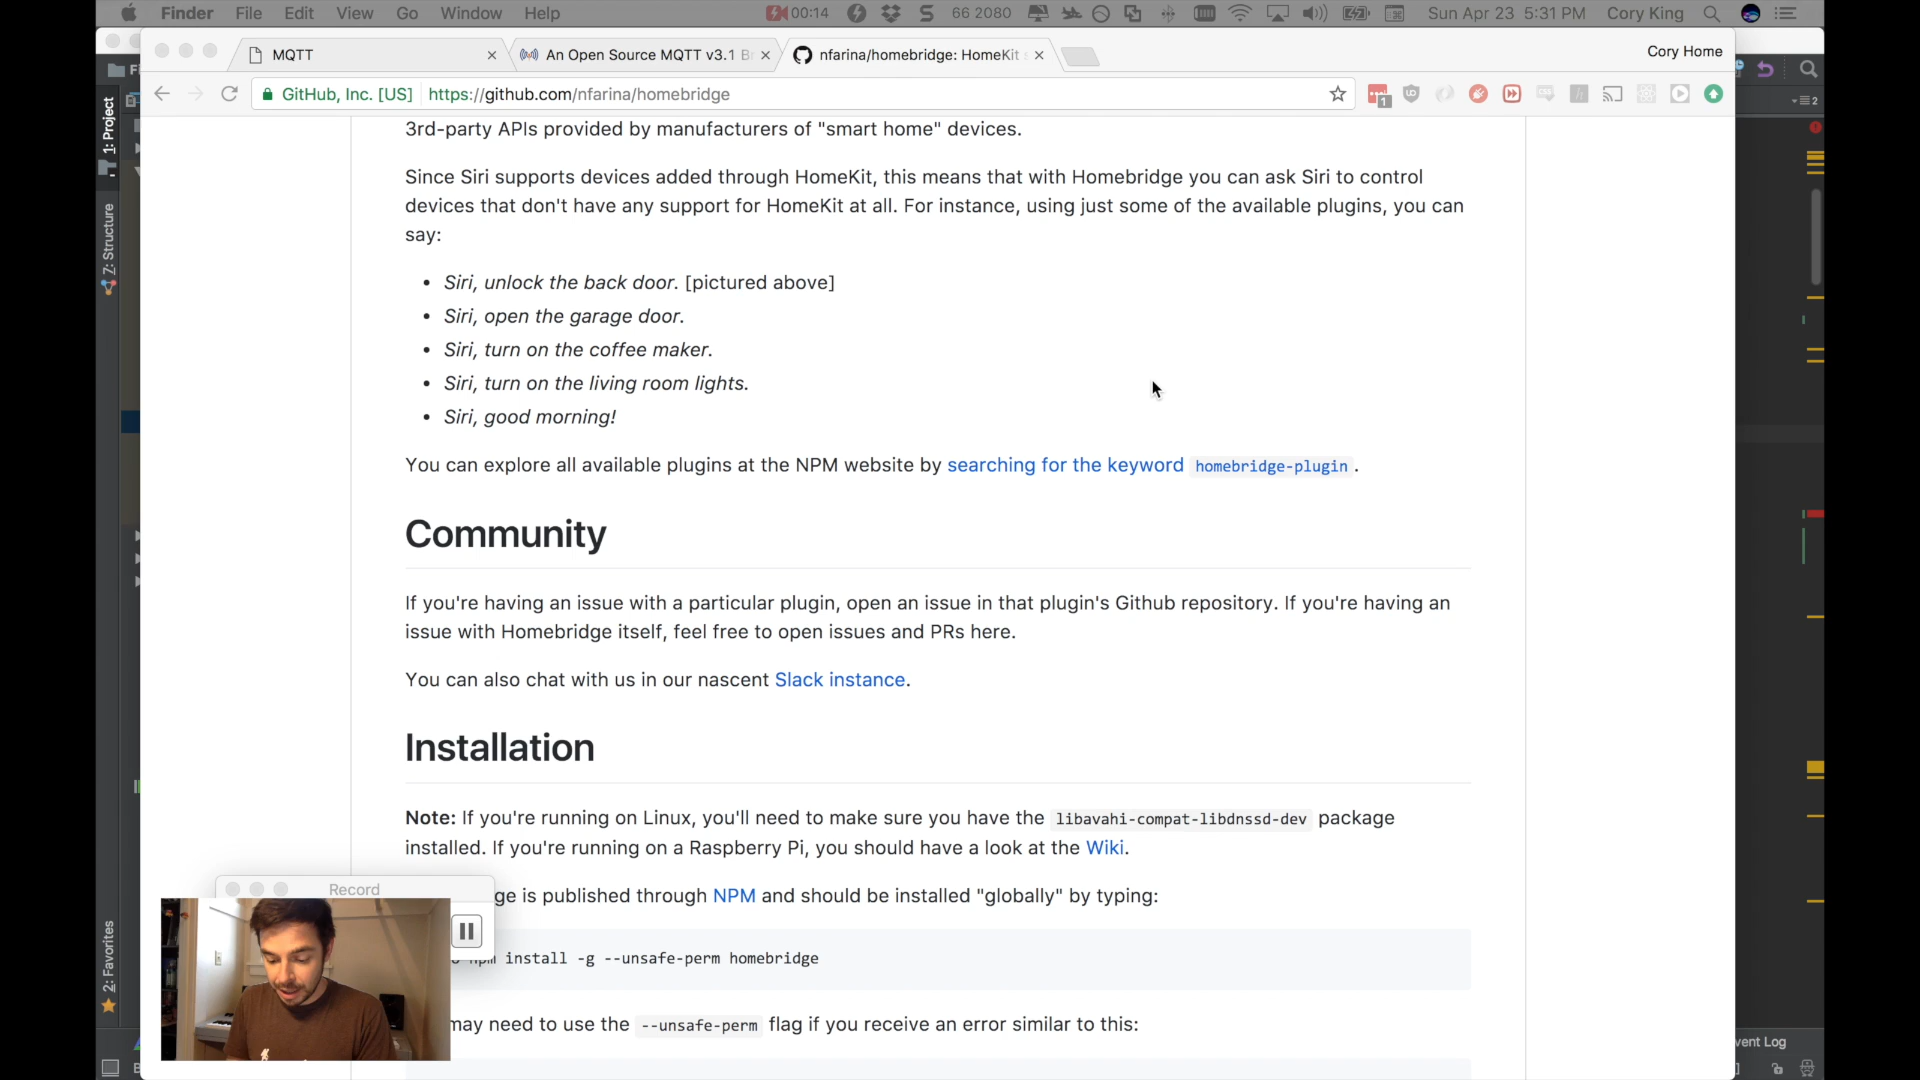 Finder File Edit View Go Window Help 00:14 66 2080 Sun Apr 23 5:31 PM Cory King
MQTT
An Open Source MQTT v3.1 B
nfarina/homebridge: HomeKit
Cory Home
GitHub, Inc. [US] https://github.com/nfarina/homebridge
1: Project
Z: Structure
2: Favorites
3rd-party APIs provided by manufacturers of "smart home" devices.
Since Siri supports devices added through HomeKit, this means that with Homebridge you can ask Siri to control
devices that don't have any support for HomeKit at all. For instance, using just some of the available plugins, you can
say:
• Siri, unlock the back door. [pictured above]
• Siri, open the garage door.
• Siri, turn on the coffee maker.
• Siri, turn on the living room lights.
• Siri, good morning!
You can explore all available plugins at the NPM website by searching for the keyword homebridge-plugin .
Community
If you're having an issue with a particular plugin, open an issue in that plugin's Github repository. If you're having an
issue with Homebridge itself, feel free to open issues and PRs here.
You can also chat with us in our nascent Slack instance.
Installation
Note: If you're running on Linux, you'll need to make sure you have the libavahi-compat-libdnssd-dev package
installed. If you're running on a Raspberry Pi, you should have a look at the Wiki.
Record
ge is published through NPM and should be installed "globally" by typing:
npm install -g --unsafe-perm homebridge
may need to use the --unsafe-perm flag if you receive an error similar to this:
vent Log